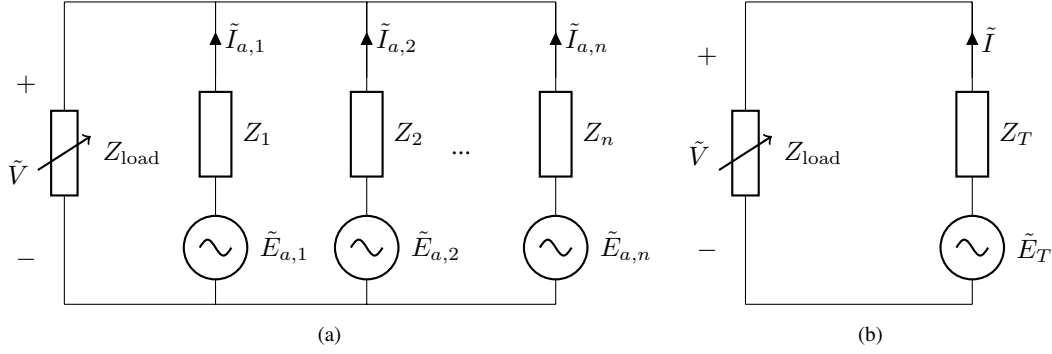 Ĩa,1 Ĩa,2 Ĩa,n Ĩ
+ +
Z1 Z2 Zn ZT
Ṽ Zload ... Ṽ Zload
− Ẽa,1 Ẽa,2 Ẽa,n − ẼT
(a) (b)